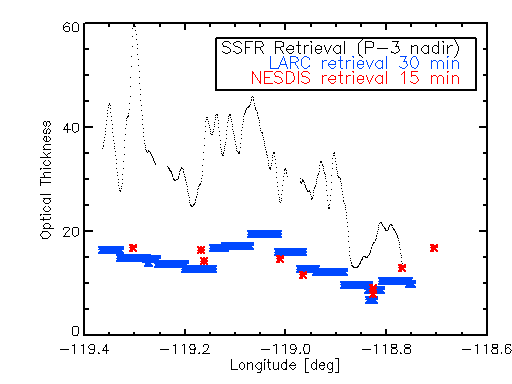 60
SSFR Retrieval (P-3 nadir)
LARC retrieval 30 min
NESDIS retrieval 15 min
40
Optical Thickness
20
0
-119.4 -119.2 -119.0 -118.8 -118.6
Longitude [deg]